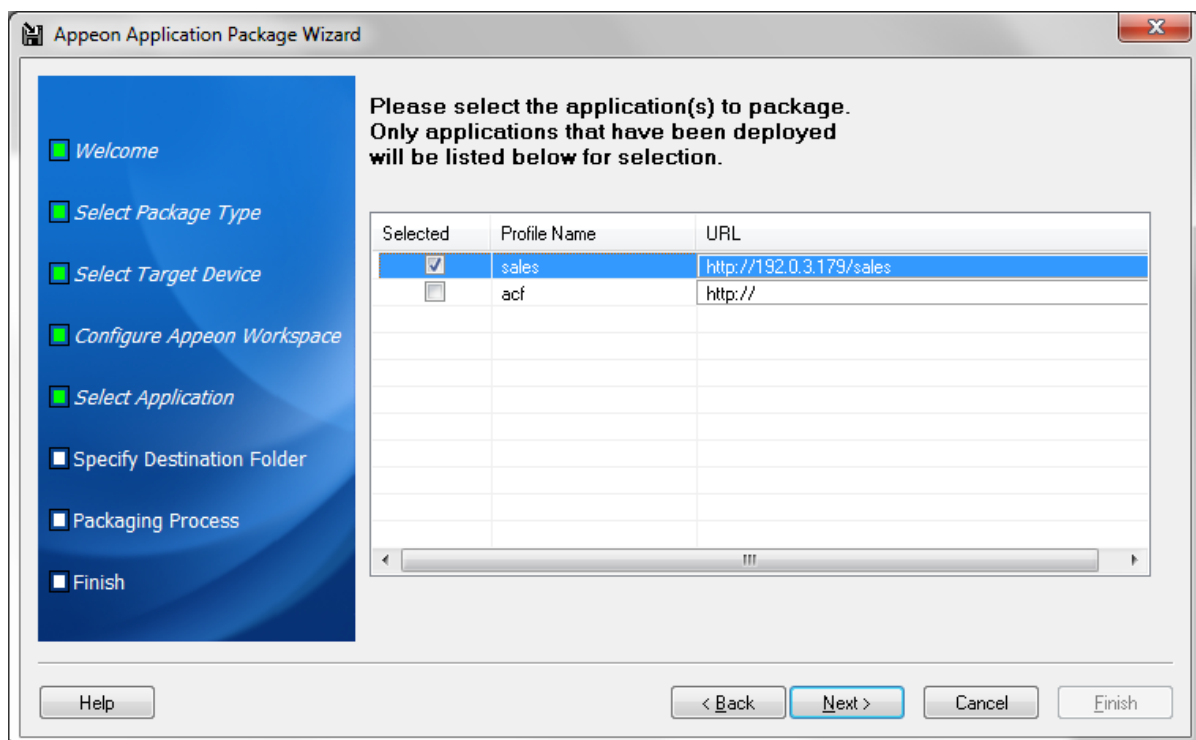 Appeon Application Package Wizard
Welcome
Select Package Type
Select Target Device
Configure Appeon Workspace
Select Application
Specify Destination Folder
Packaging Process
Finish
Please select the application(s) to package.
Only applications that have been deployed
will be listed below for selection.
Selected Profile Name URL
sales http://192.0.3.179/sales
acf http://
Help < Back Next > Cancel Finish